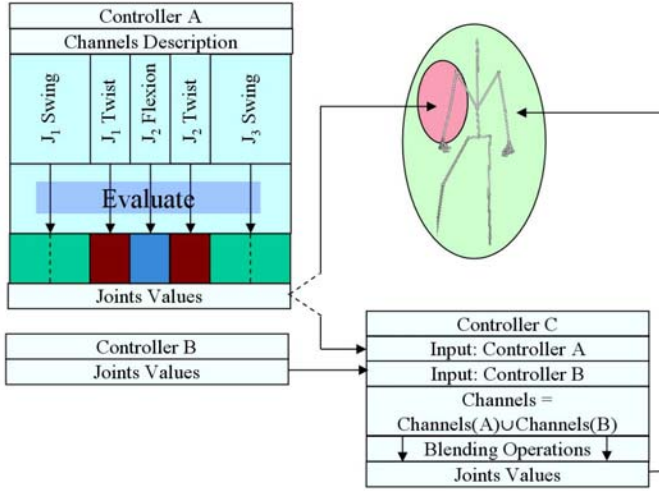 Controller A
Channels Description
J₁ Swing
J₁ Twist
J₂ Flexion
J₂ Twist
J₃ Swing
Evaluate
Joints Values
Controller B
Joints Values
Controller C
Input: Controller A
Input: Controller B
Channels =
Channels(A)∪Channels(B)
Blending Operations
Joints Values